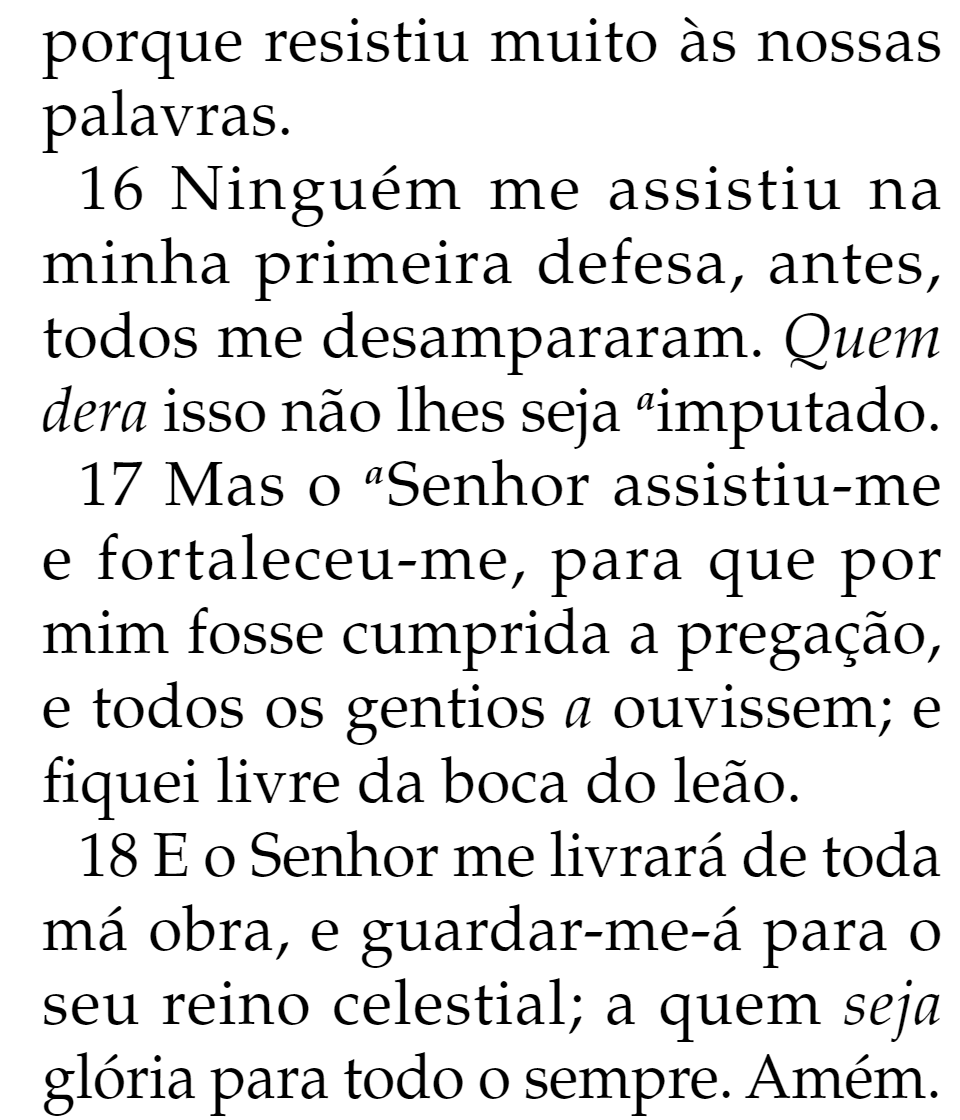 porque resistiu muito às nossas
palavras.
16 Ninguém me assistiu na
minha primeira defesa, antes,
todos me desampararam. Quem
dera isso não lhes seja ᵃimputado.
17 Mas o ᵃSenhor assistiu-me
e fortaleceu-me, para que por
mim fosse cumprida a pregação,
e todos os gentios a ouvissem; e
fiquei livre da boca do leão.
18 E o Senhor me livrará de toda
má obra, e guardar-me-á para o
seu reino celestial; a quem seja
glória para todo o sempre. Amém.